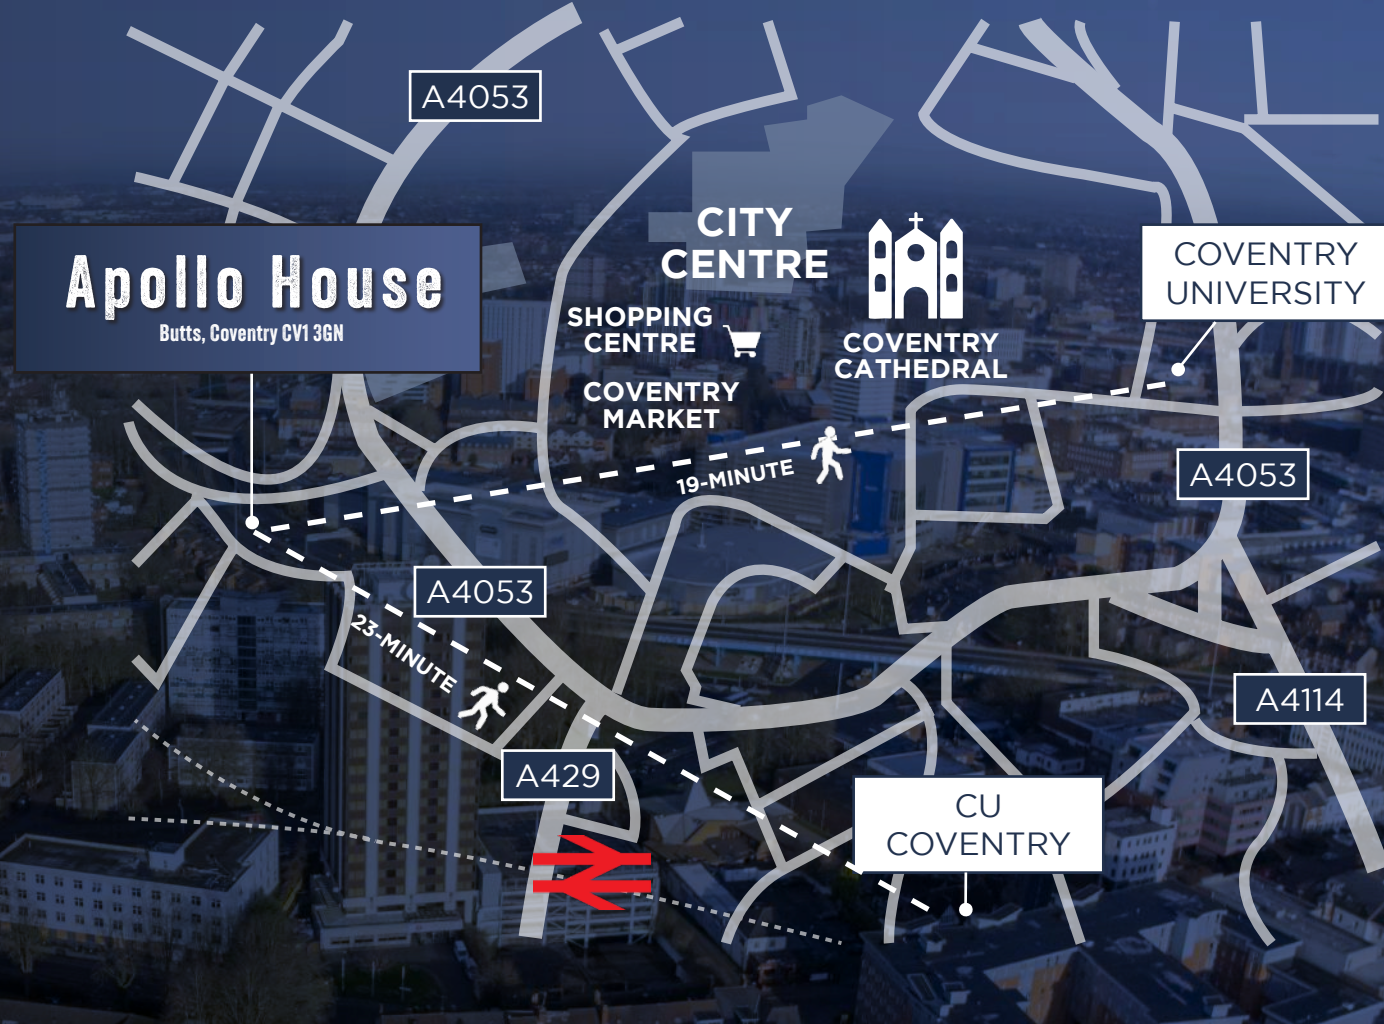 A4053
CITY
CENTRE
Apollo House
Butts, Coventry CV1 3GN
COVENTRY
UNIVERSITY
SHOPPING
CENTRE
COVENTRY
CATHEDRAL
COVENTRY
MARKET
19-MINUTE
A4053
A4053
23-MINUTE
A4114
A429
CU
COVENTRY